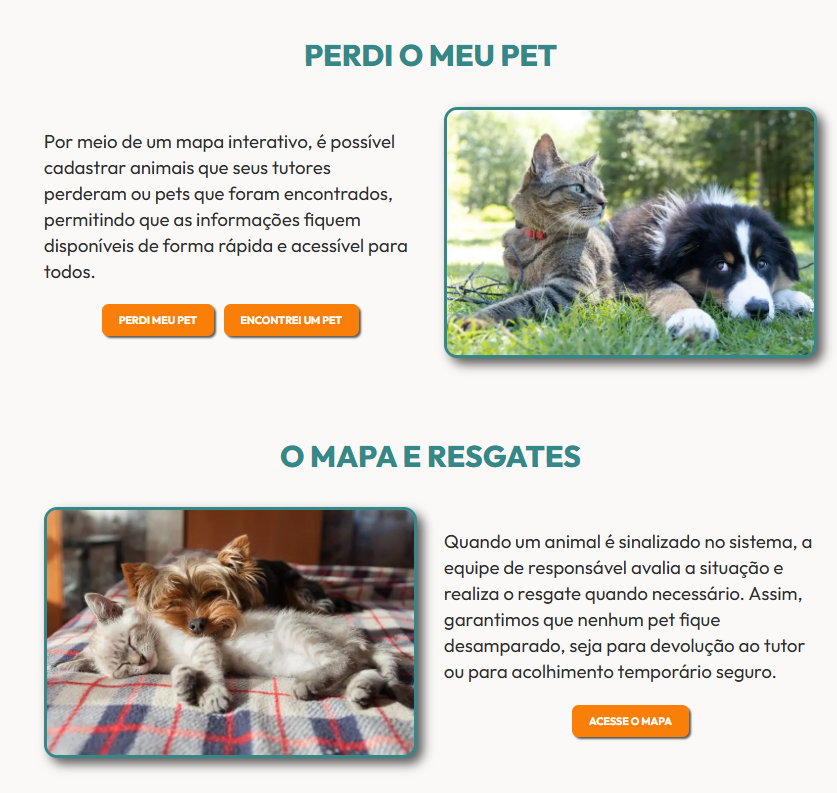 PERDI O MEU PET
Por meio de um mapa interativo, é possível
cadastrar animais que seus tutores
perderam ou pets que foram encontrados,
permitindo que as informações fiquem
disponíveis de forma rápida e acessível para
todos.
PERDI MEU PET
ENCONTREI UM PET
O MAPA E RESGATES
Quando um animal é sinalizado no sistema, a
equipe de responsável avalia a situação e
realiza o resgate quando necessário. Assim,
garantimos que nenhum pet fique
desamparado, seja para devolução ao tutor
ou para acolhimento temporário seguro.
ACESSE O MAPA